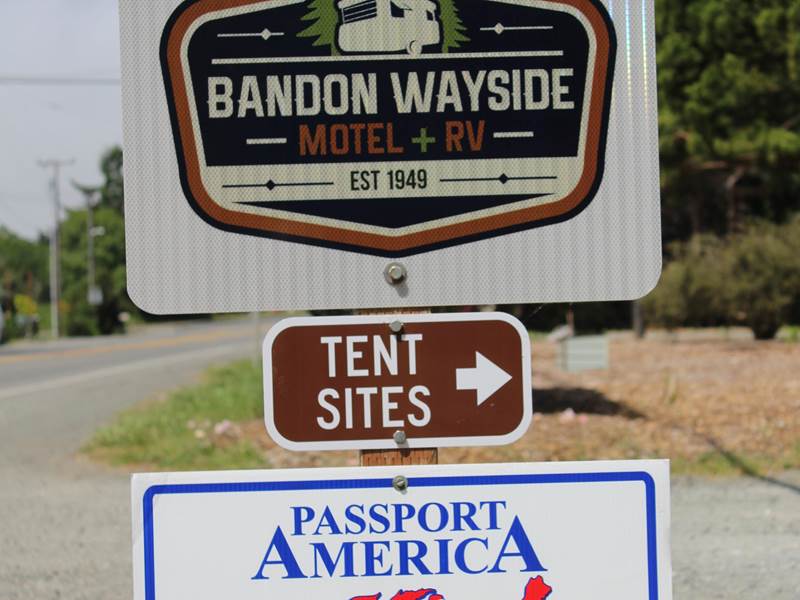 BANDON WAYSIDE
MOTEL + RV
EST 1949
TENT
SITES
PASSPORT
AMERICA